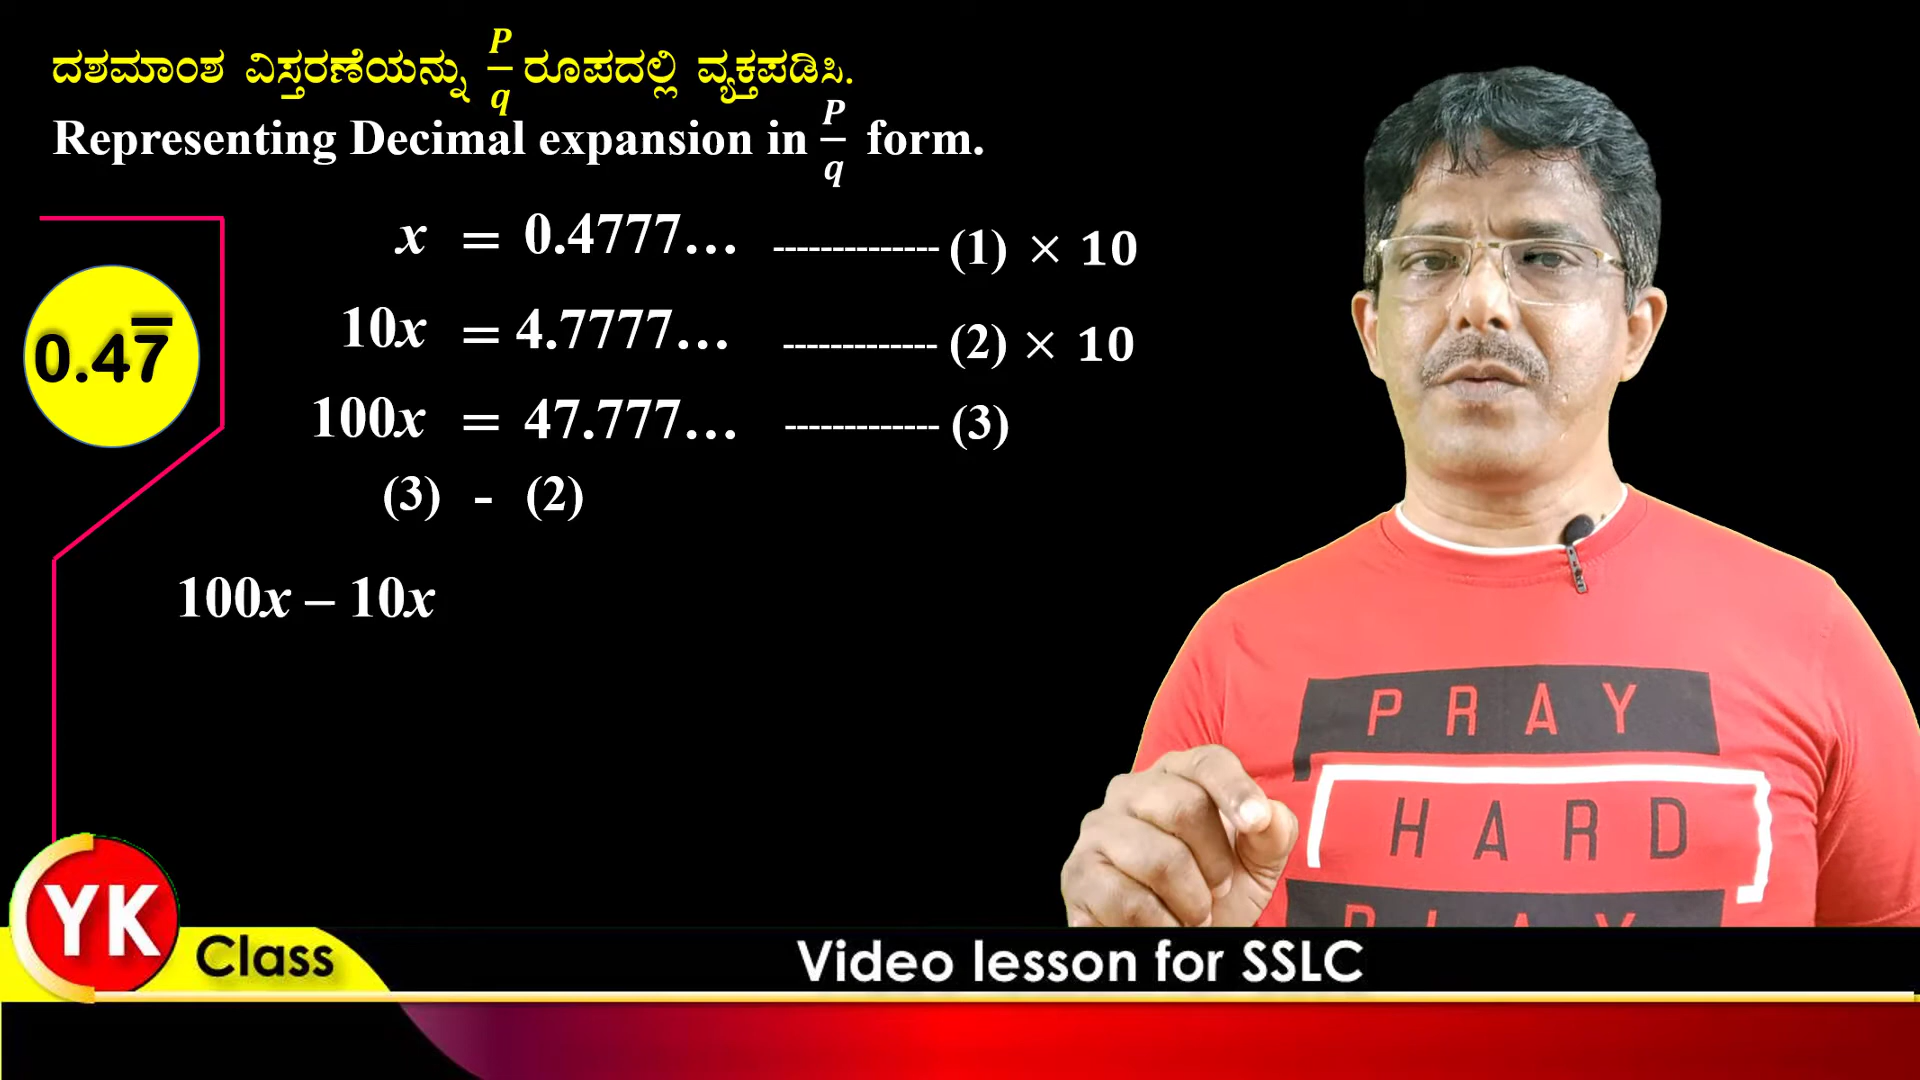 ದಶಮಾಂಶ ವಿಸ್ತರಣೆಯನ್ನು P/q ರೂಪದಲ್ಲಿ ವ್ಯಕ್ತಪಡಿಸಿ.
Representing Decimal expansion in P/q form.
x = 0.4777... -------------- (1) × 10
0.47̅
10x = 4.7777... ------------- (2) × 10
100x = 47.777... ------------- (3)
(3) - (2)
100x – 10x
PRAY
HARD
PLAY
YK
Class
Video lesson for SSLC